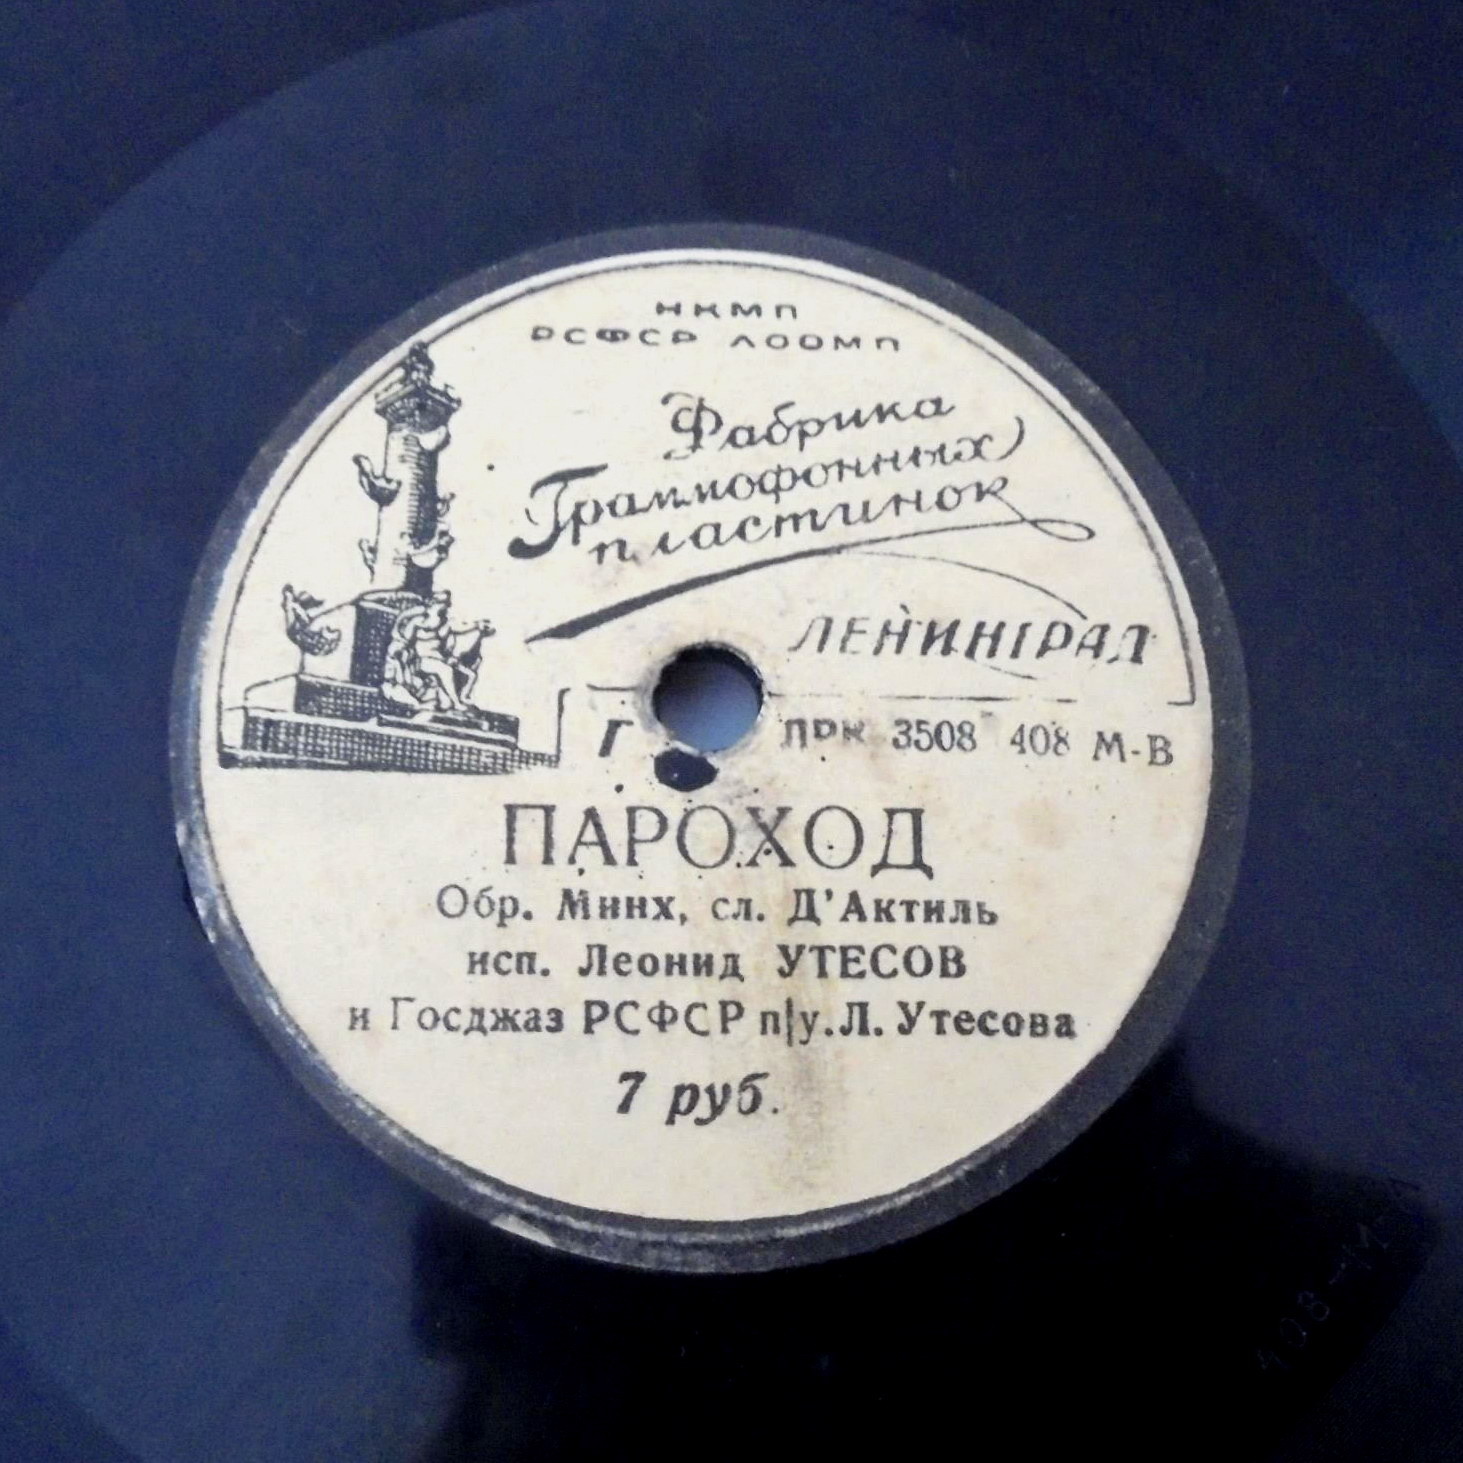 НКМП
РСФСР ЛООМП
Фабрика
Граммофонных
пластинок
ЛЕНИНГРАД
Г ПРК 3508 408 М-В
ПАРОХОД
Обр. Минх, сл. Д'Актиль
исп. Леонид УТЕСОВ
и Госджаз РСФСР п/у. Л. Утесова
7 руб.